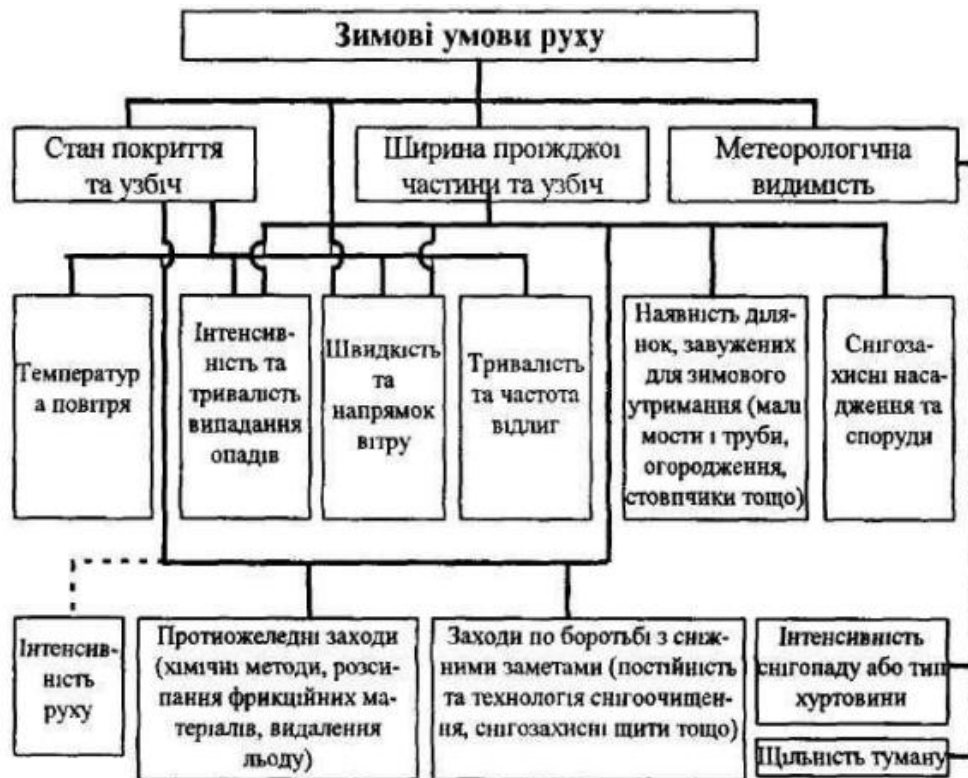 Зимові умови руху
Стан покриття
та узбіч
Ширина проїжджої
частини та узбіч
Метеорологічна
видимість
Температур
а повітря
Інтенсив-
ність та
тривалість
випадання
опадів
Швидкість
та
напрямок
вітру
Тривалість
та частота
відлиг
Наявність діля-
нок, завужених
для зимового
утримання (малі
мости і труби,
огородження,
стовпчики тощо)
Снігоза-
хисні наса-
дження та
споруди
Інтенсив-
ність
руху
Протиожеледні заходи
(хімічні методи, розси-
пання фрикційних ма-
теріалів, видалення
льоду)
Заходи по боротьбі з сніж-
ними заметами (постійність
та технологія снігоочищен-
ня, снігозахисні щити тощо)
Інтенсивність
снігопаду або тип
хуртовини
Щільність туману